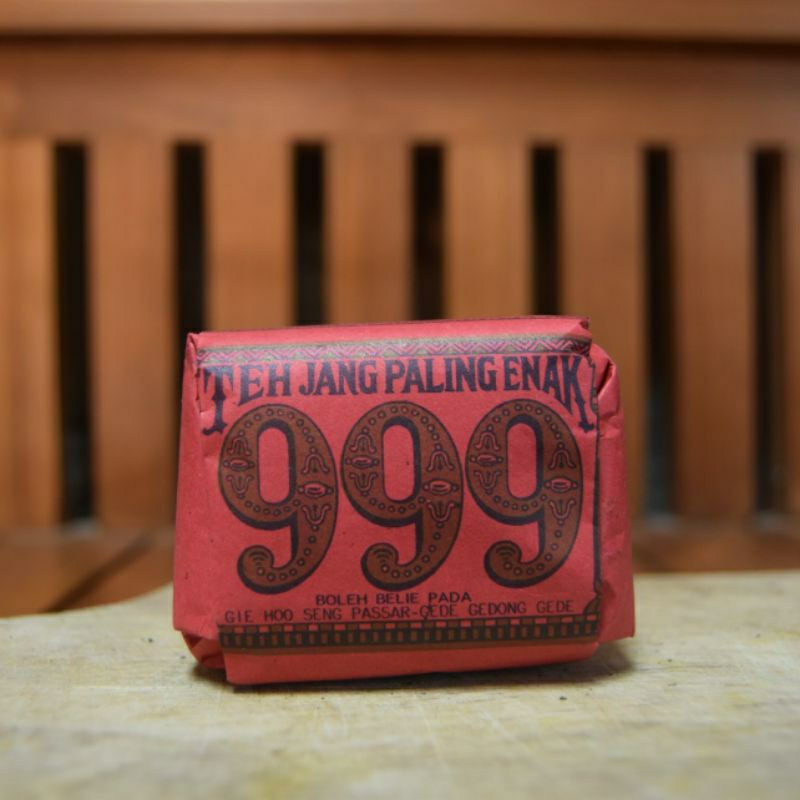 TEH JANG PALING ENAK
999
BOLEH BELIE PADA
GIE HOO SENG PASSAR-GEDE GEDONG GEDE